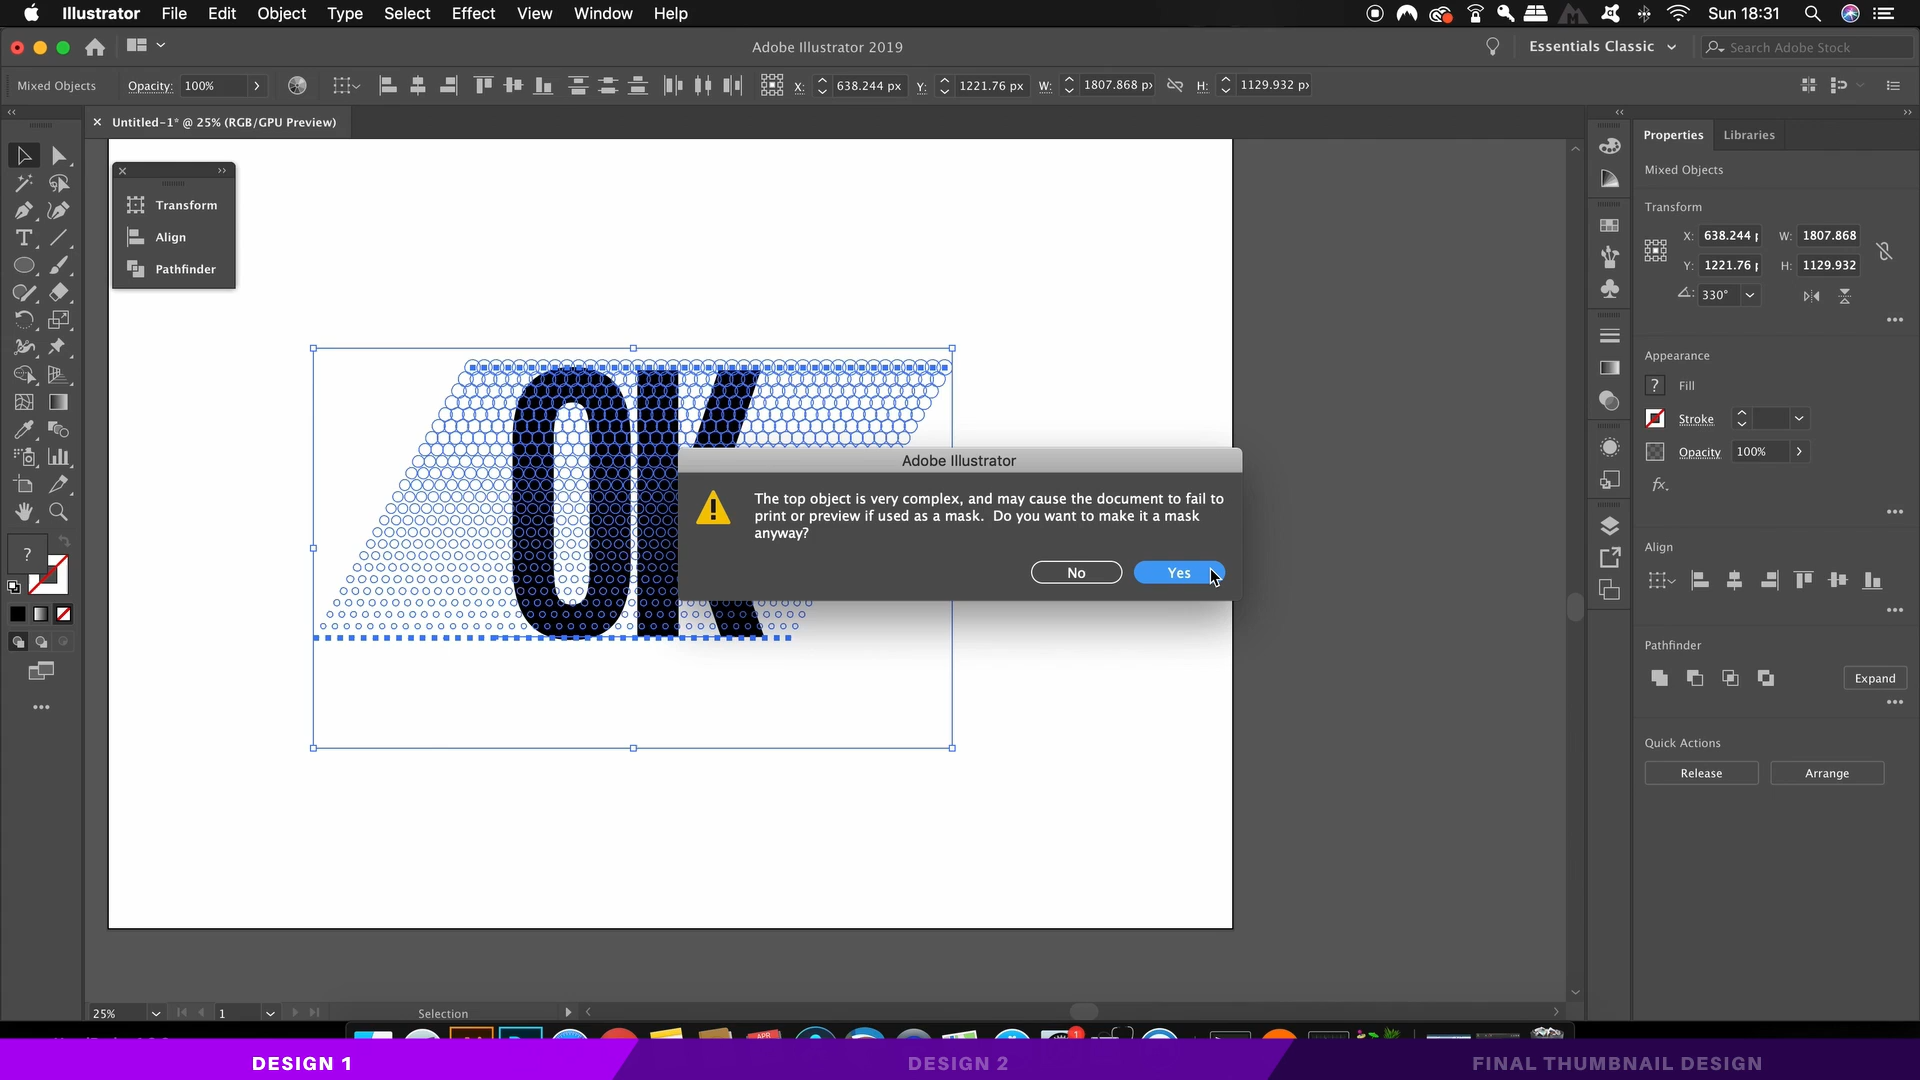 Illustrator File Edit Object Type Select Effect View Window Help
Sun 18:31
Adobe Illustrator 2019
Essentials Classic
Search Adobe Stock
Mixed Objects
Opacity: 100%
X: 638.244 px
Y: 1221.76 px
W: 1807.868 px
H: 1129.932 px
Untitled-1* @ 25% (RGB/GPU Preview)
Transform
Align
Pathfinder
OK
Adobe Illustrator
The top object is very complex, and may cause the document to fail to
print or preview if used as a mask. Do you want to make it a mask
anyway?
No
Yes
Properties
Libraries
Mixed Objects
Transform
X: 638.244 W: 1807.868
Y: 1221.76 H: 1129.932
330°
Appearance
? Fill
Stroke
Opacity 100%
fx.
Align
Pathfinder
Expand
Quick Actions
Release
Arrange
?
25%
1
Selection
DESIGN 1
DESIGN 2
FINAL THUMBNAIL DESIGN